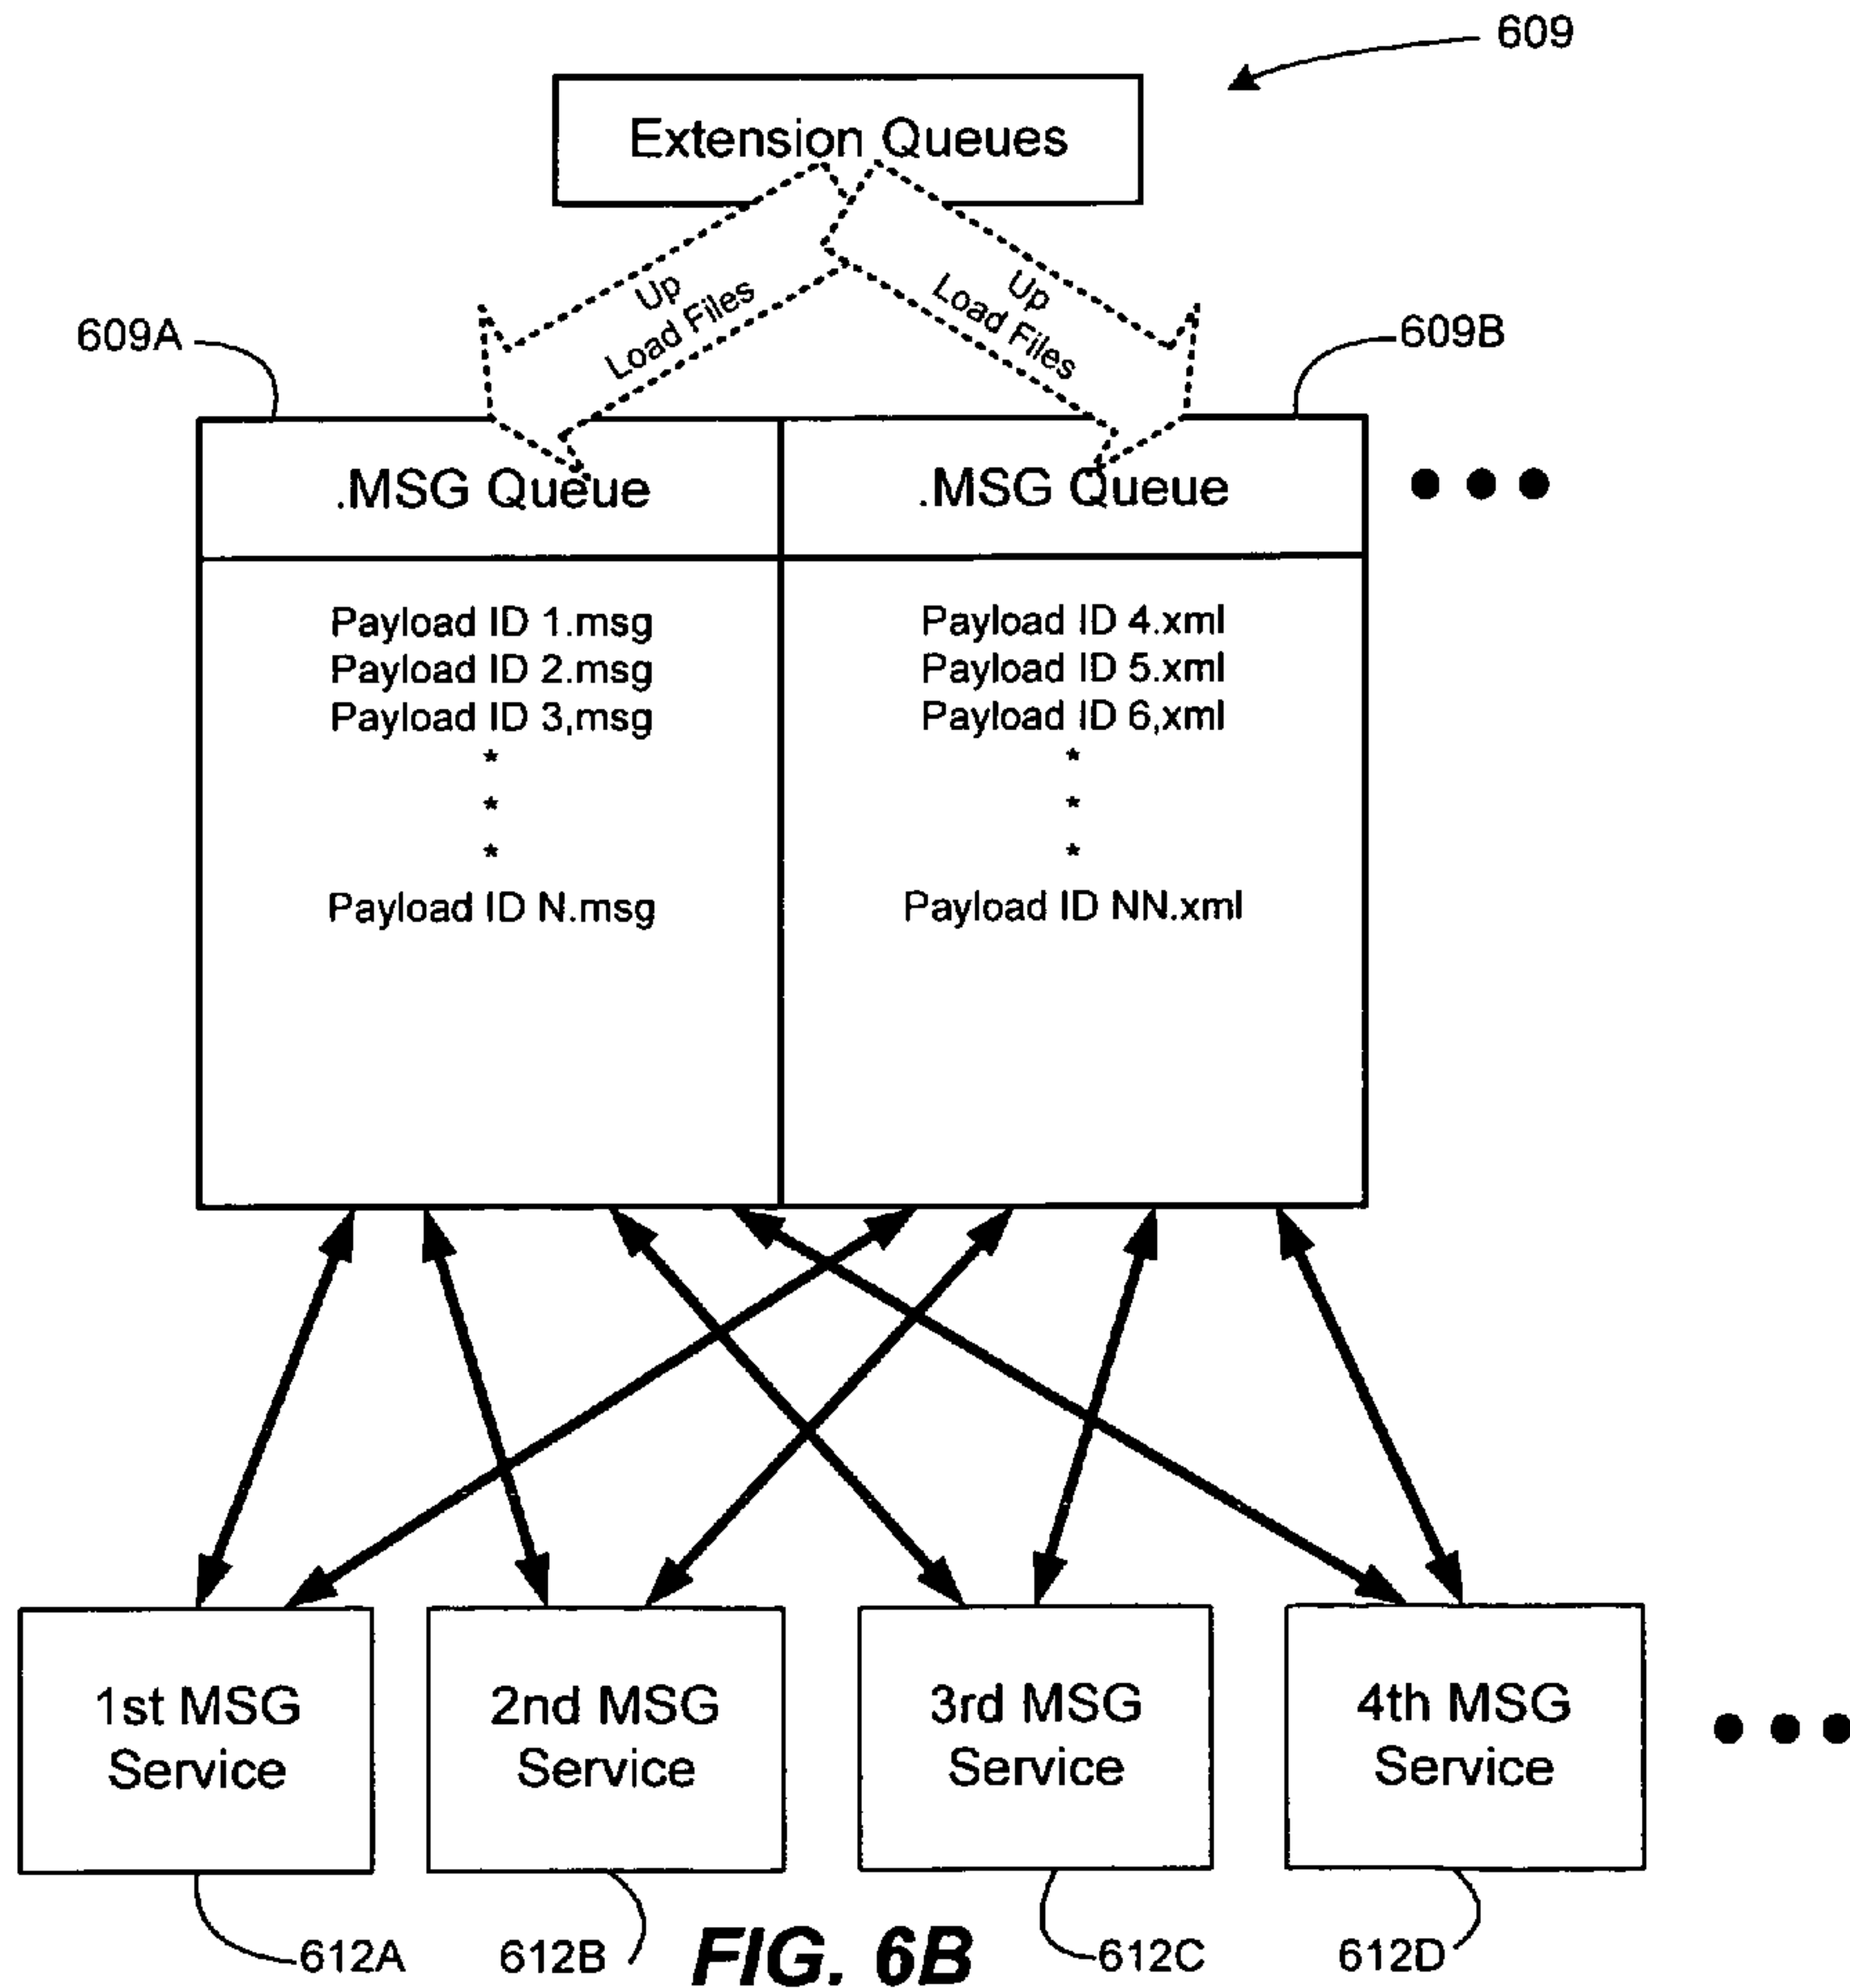 609
Extension Queues
Up
Load Files
Up
Load Files
609A
609B
.MSG Queue
.MSG Queue
Payload ID 1.msg
Payload ID 2.msg
Payload ID 3,msg
*
*
*
Payload ID N.msg
Payload ID 4.xml
Payload ID 5.xml
Payload ID 6,xml
*
*
*
Payload ID NN.xml
1st MSG
Service
2nd MSG
Service
3rd MSG
Service
4th MSG
Service
612A
612B
612C
612D
FIG. 6B